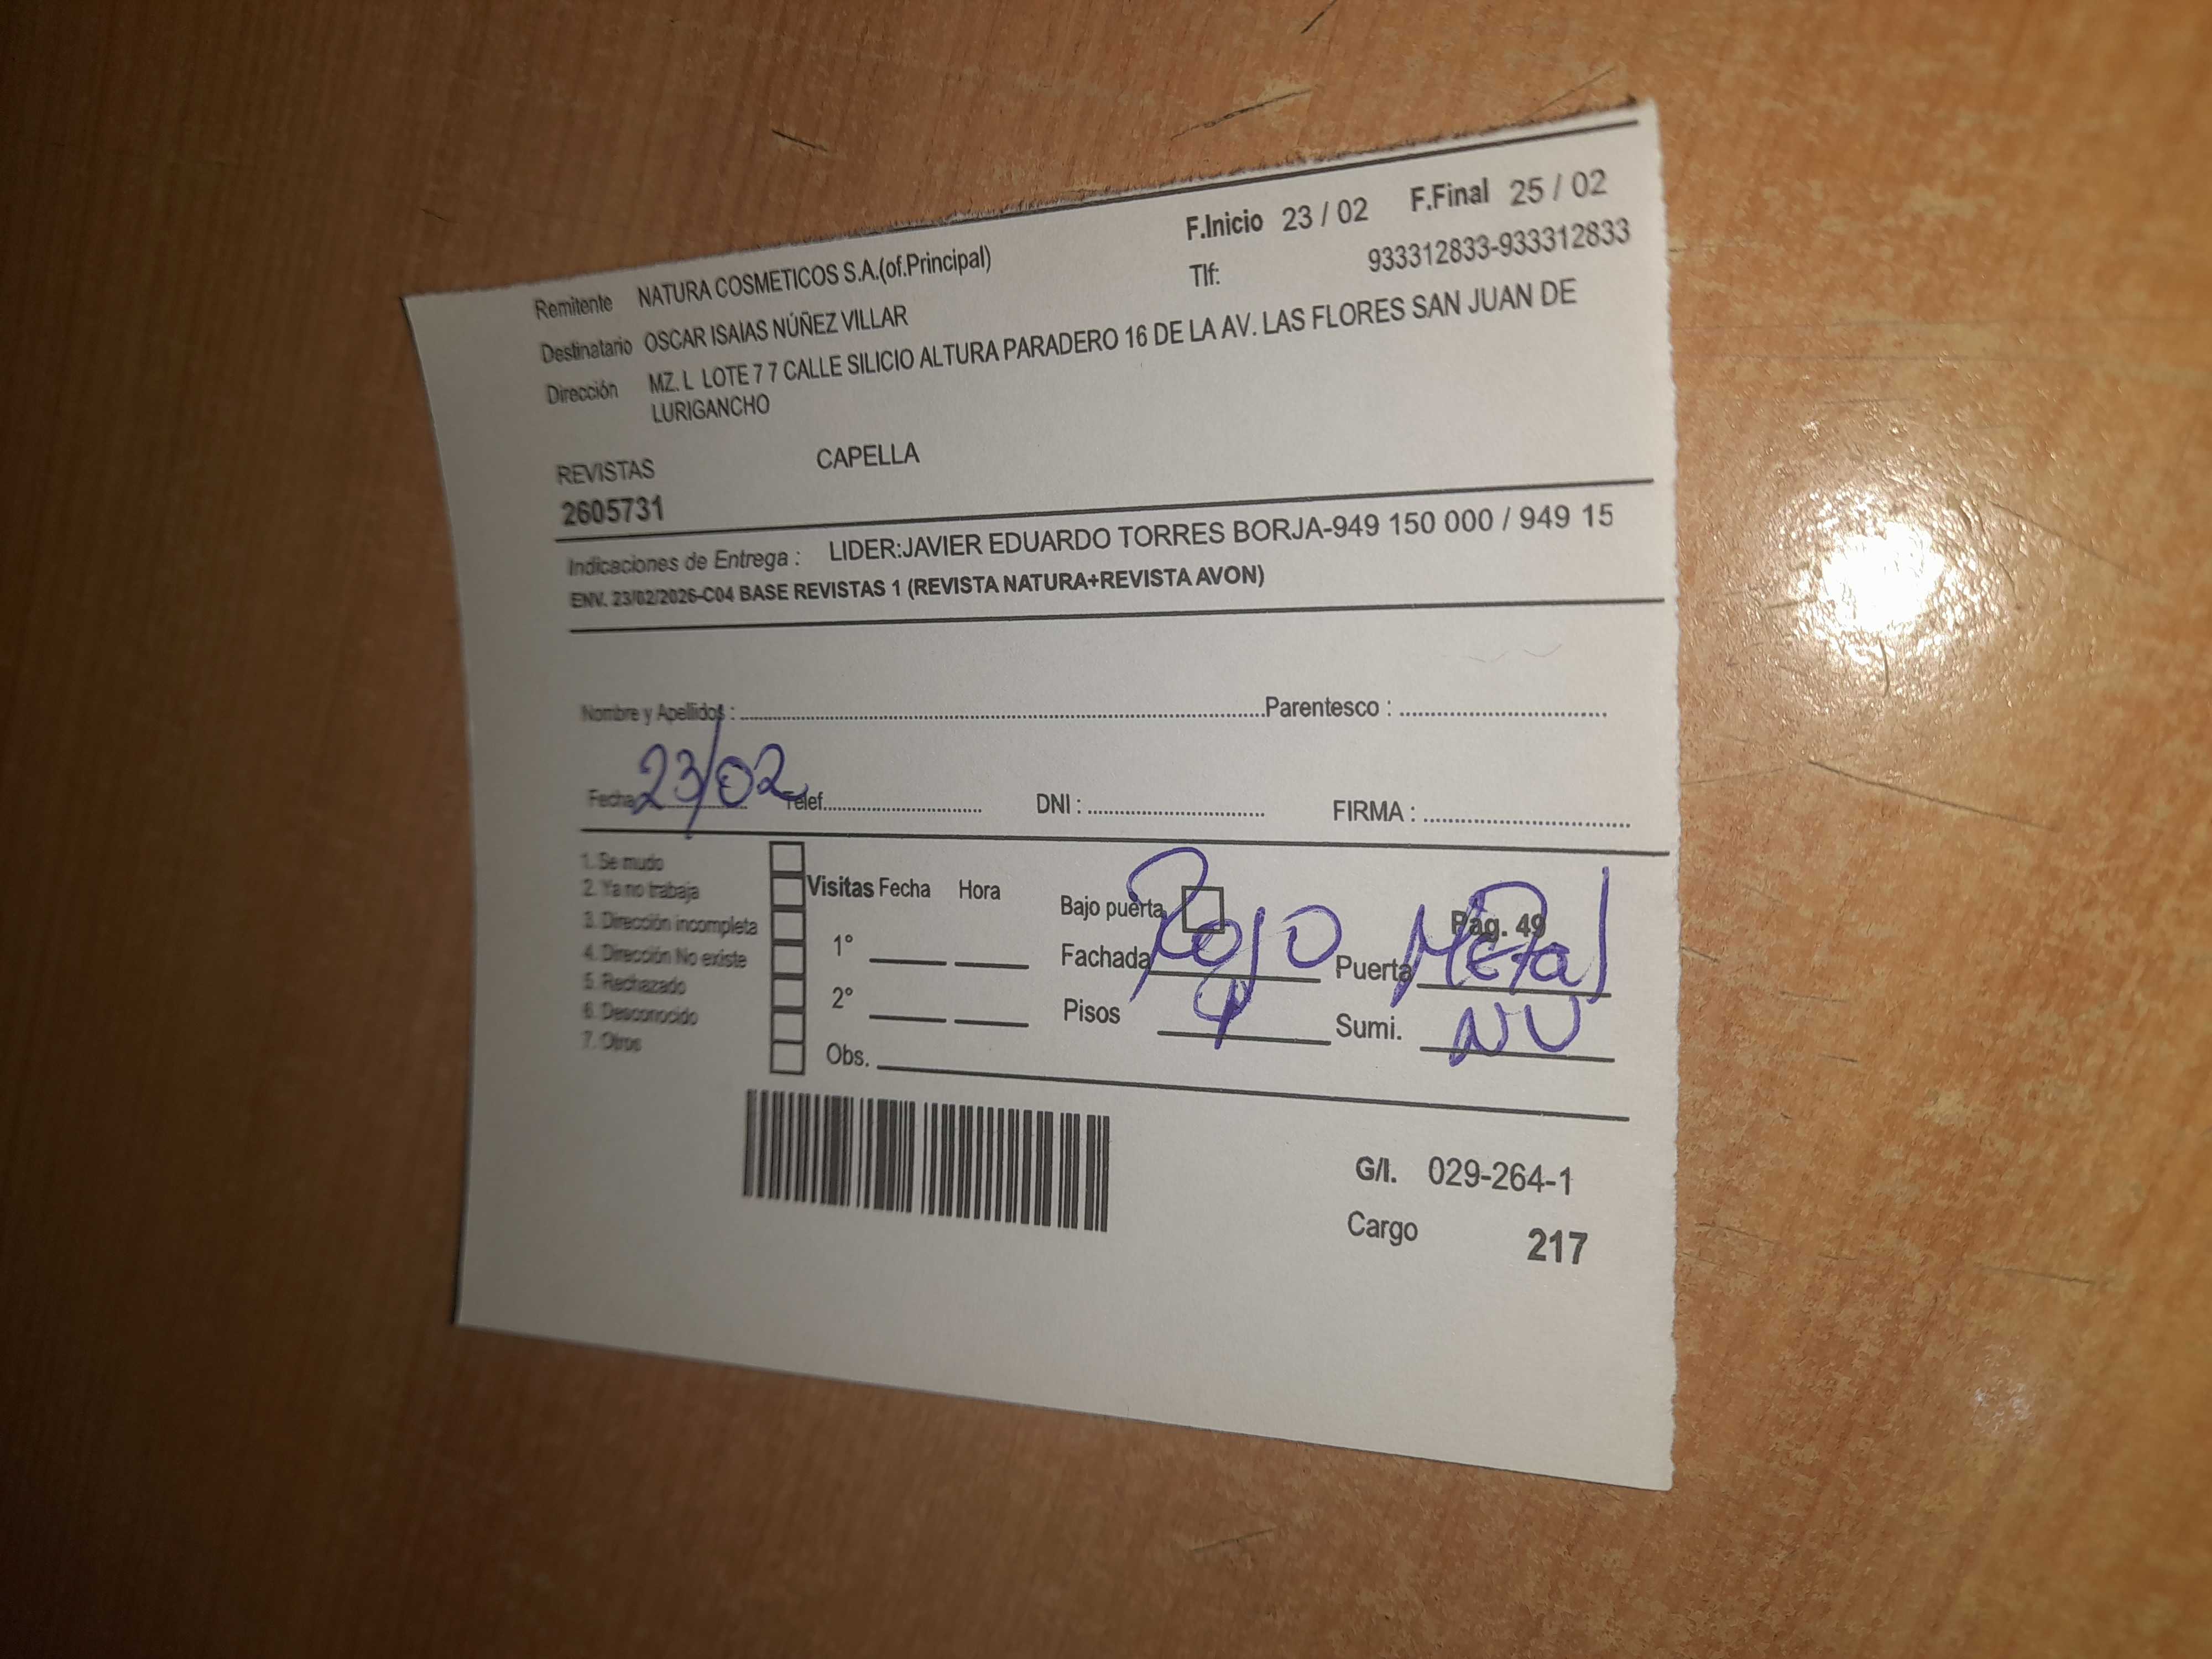 F.Inicio 23 / 02 F.Final 25 / 02
Remitente NATURA COSMETICOS S.A.(of.Principal) Tlf: 933312833-933312833
Destinatario OSCAR ISAIAS NÚÑEZ VILLAR
Dirección MZ. L LOTE 7 7 CALLE SILICIO ALTURA PARADERO 16 DE LA AV. LAS FLORES SAN JUAN DE
LURIGANCHO
REVISTAS CAPELLA
2605731
Indicaciones de Entrega : LIDER:JAVIER EDUARDO TORRES BORJA-949 150 000 / 949 15
ENV. 23/02/2026-C04 BASE REVISTAS 1 (REVISTA NATURA+REVISTA AVON)
Nombre y Apellidos : Parentesco :
Fecha 23/02 Telef. DNI : FIRMA :
1. Se mudo
2. Ya no trabaja Visitas Fecha Hora Bajo puerta Pág. 49
3. Dirección incompleta
4. Dirección No existe 1° Fachada Rojo Puerta Metal
5. Rechazado
6. Desconocido 2° Pisos 4 Sumi. NV
7. Otros Obs.
G/I. 029-264-1
Cargo 217